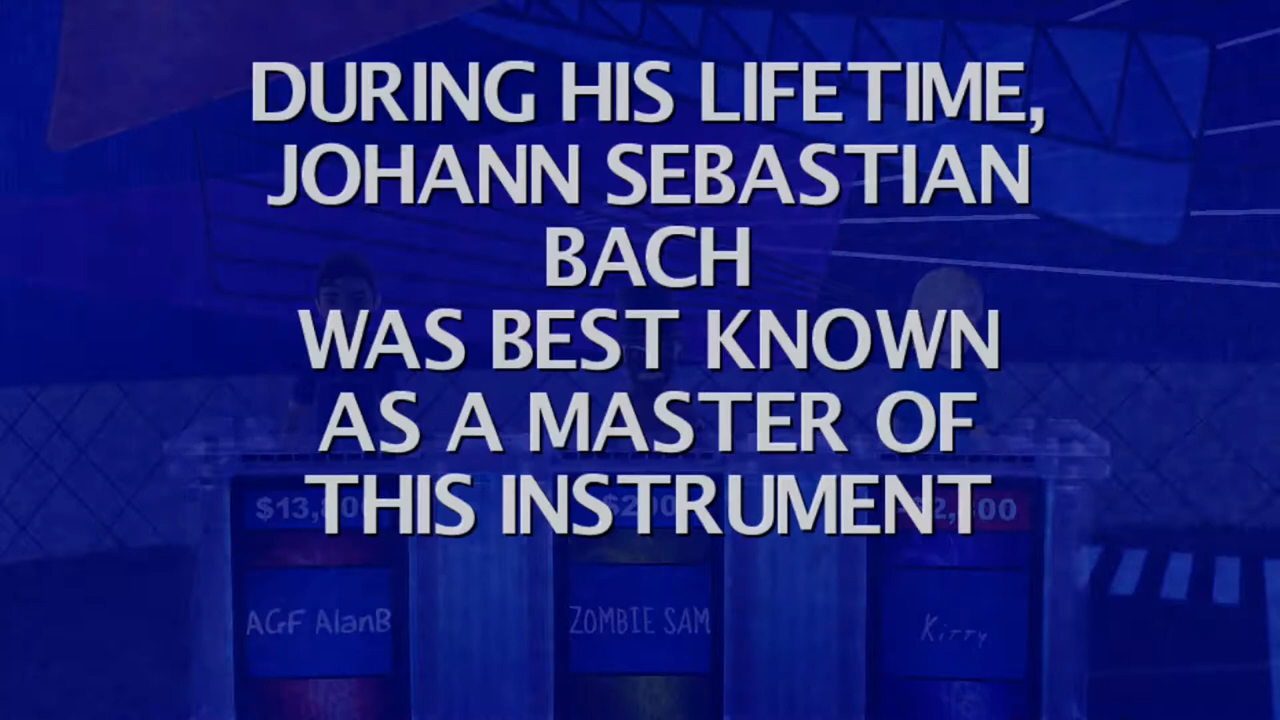 DURING HIS LIFETIME,
JOHANN SEBASTIAN
BACH
WAS BEST KNOWN
AS A MASTER OF
THIS INSTRUMENT
AGF AlanB
ZOMBIE SAM
Kitty